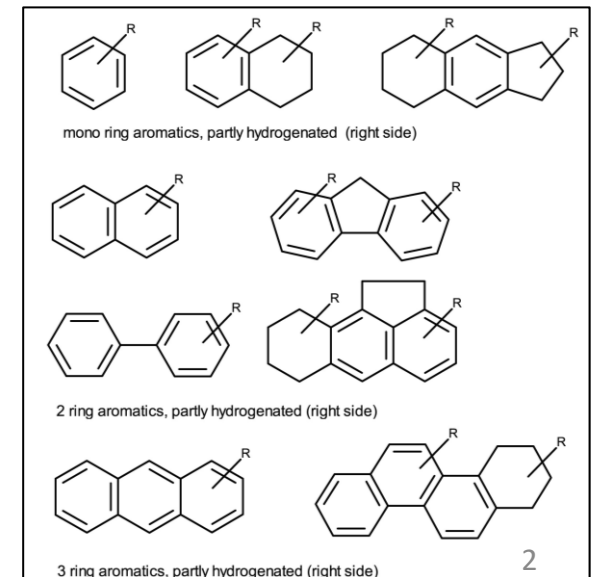 R
R R
R R
mono ring aromatics, partly hydrogenated (right side)
R
R R
R
R R
2 ring aromatics, partly hydrogenated (right side)
R
R R
3 ring aromatics, partly hydrogenated (right side)
2